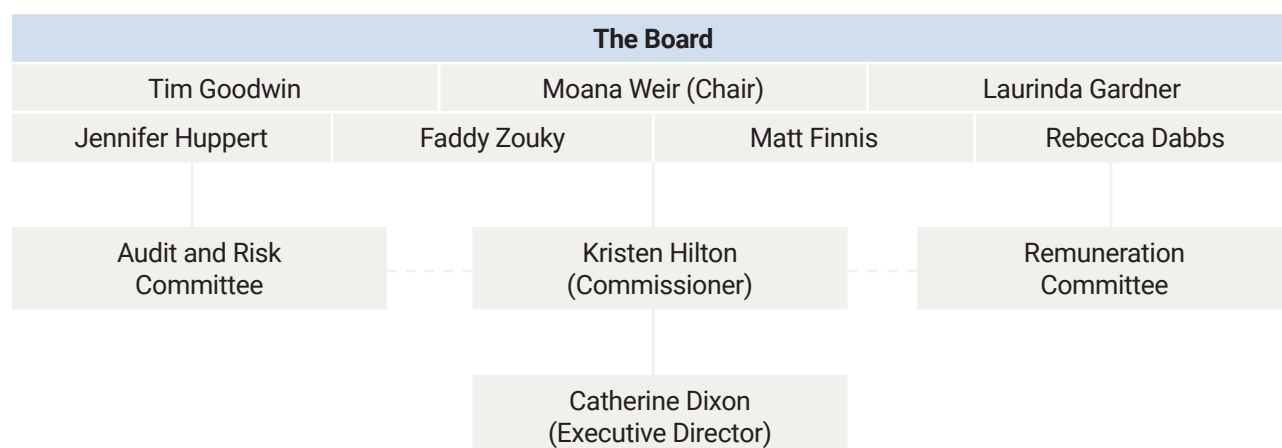 The Board
Tim Goodwin
Moana Weir (Chair)
Laurinda Gardner
Jennifer Huppert
Faddy Zouky
Matt Finnis
Rebecca Dabbs
Audit and Risk
Committee
Kristen Hilton
(Commissioner)
Remuneration
Committee
Catherine Dixon
(Executive Director)